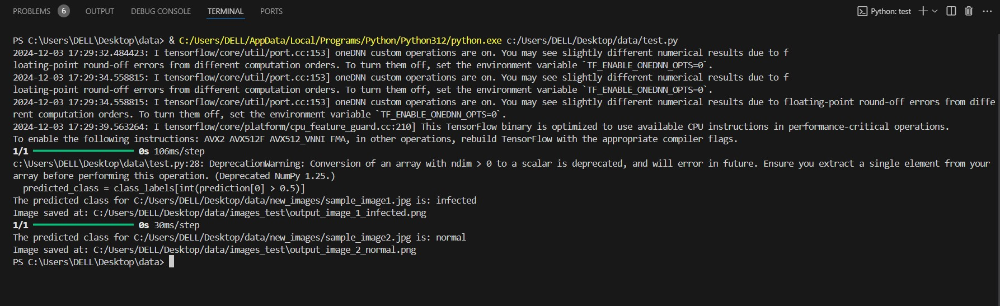 PROBLEMS 6 OUTPUT DEBUG CONSOLE TERMINAL PORTS Python: test
PS C:\Users\DELL\Desktop\data> & C:/Users/DELL/AppData/Local/Programs/Python/Python312/python.exe c:/Users/DELL/Desktop/data/test.py
2024-12-03 17:29:32.484423: I tensorflow/core/util/port.cc:153] oneDNN custom operations are on. You may see slightly different numerical results due to f
loating-point round-off errors from different computation orders. To turn them off, set the environment variable `TF_ENABLE_ONEDNN_OPTS=0`.
2024-12-03 17:29:34.558815: I tensorflow/core/util/port.cc:153] oneDNN custom operations are on. You may see slightly different numerical results due to f
loating-point round-off errors from different computation orders. To turn them off, set the environment variable `TF_ENABLE_ONEDNN_OPTS=0`.
2024-12-03 17:29:34.558815: I tensorflow/core/util/port.cc:153] oneDNN custom operations are on. You may see slightly different numerical results due to floating-point round-off errors from diffe
rent computation orders. To turn them off, set the environment variable `TF_ENABLE_ONEDNN_OPTS=0`.
2024-12-03 17:29:39.563264: I tensorflow/core/platform/cpu_feature_guard.cc:210] This TensorFlow binary is optimized to use available CPU instructions in performance-critical operations.
To enable the following instructions: AVX2 AVX512F AVX512_VNNI FMA, in other operations, rebuild TensorFlow with the appropriate compiler flags.
1/1 0s 106ms/step
c:\Users\DELL\Desktop\data\test.py:28: DeprecationWarning: Conversion of an array with ndim > 0 to a scalar is deprecated, and will error in future. Ensure you extract a single element from your
array before performing this operation. (Deprecated NumPy 1.25.)
predicted_class = class_labels[int(prediction[0] > 0.5)]
The predicted class for C:/Users/DELL/Desktop/data/new_images/sample_image1.jpg is: infected
Image saved at: C:/Users/DELL/Desktop/data/images_test\output_image_1_infected.png
1/1 0s 30ms/step
The predicted class for C:/Users/DELL/Desktop/data/new_images/sample_image2.jpg is: normal
Image saved at: C:/Users/DELL/Desktop/data/images_test\output_image_2_normal.png
PS C:\Users\DELL\Desktop\data>